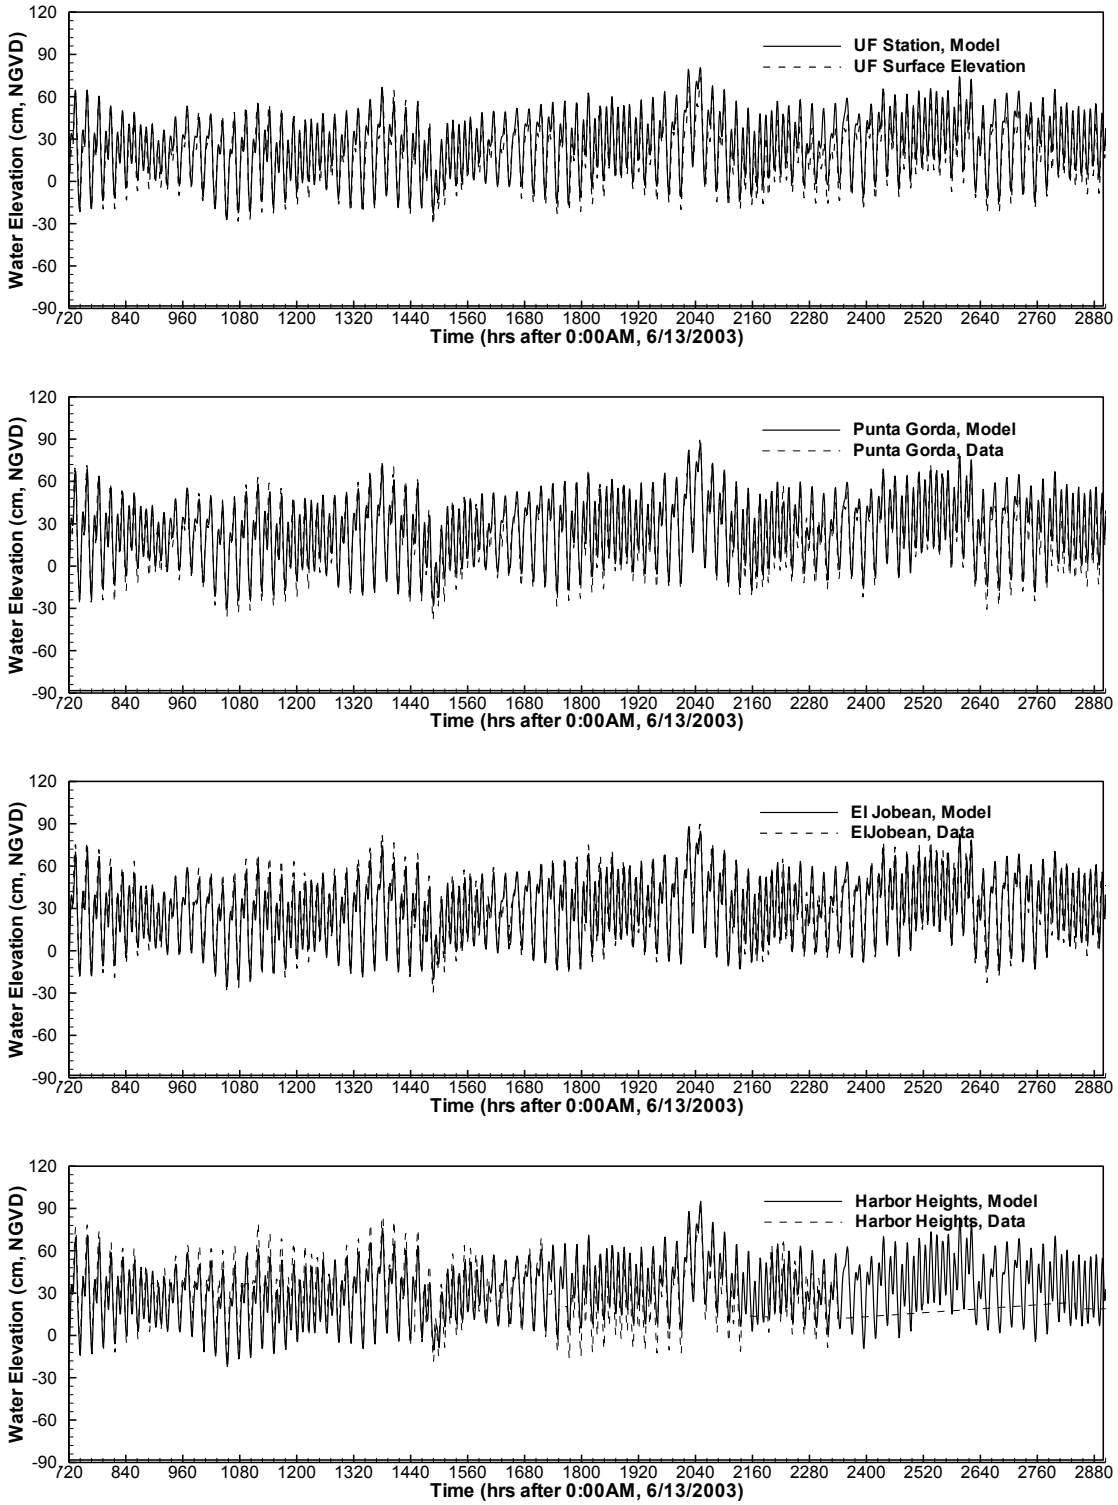 120
90
60
30
0
-30
-60
-90
Water Elevation (cm, NGVD)
UF Station, Model
UF Surface Elevation
720 840 960 1080 1200 1320 1440 1560 1680 1800 1920 2040 2160 2280 2400 2520 2640 2760 2880
Time (hrs after 0:00AM, 6/13/2003)
120
90
60
30
0
-30
-60
-90
Water Elevation (cm, NGVD)
Punta Gorda, Model
Punta Gorda, Data
720 840 960 1080 1200 1320 1440 1560 1680 1800 1920 2040 2160 2280 2400 2520 2640 2760 2880
Time (hrs after 0:00AM, 6/13/2003)
120
90
60
30
0
-30
-60
-90
Water Elevation (cm, NGVD)
El Jobean, Model
ElJobean, Data
720 840 960 1080 1200 1320 1440 1560 1680 1800 1920 2040 2160 2280 2400 2520 2640 2760 2880
Time (hrs after 0:00AM, 6/13/2003)
120
90
60
30
0
-30
-60
-90
Water Elevation (cm, NGVD)
Harbor Heights, Model
Harbor Heights, Data
720 840 960 1080 1200 1320 1440 1560 1680 1800 1920 2040 2160 2280 2400 2520 2640 2760 2880
Time (hrs after 0:00AM, 6/13/2003)